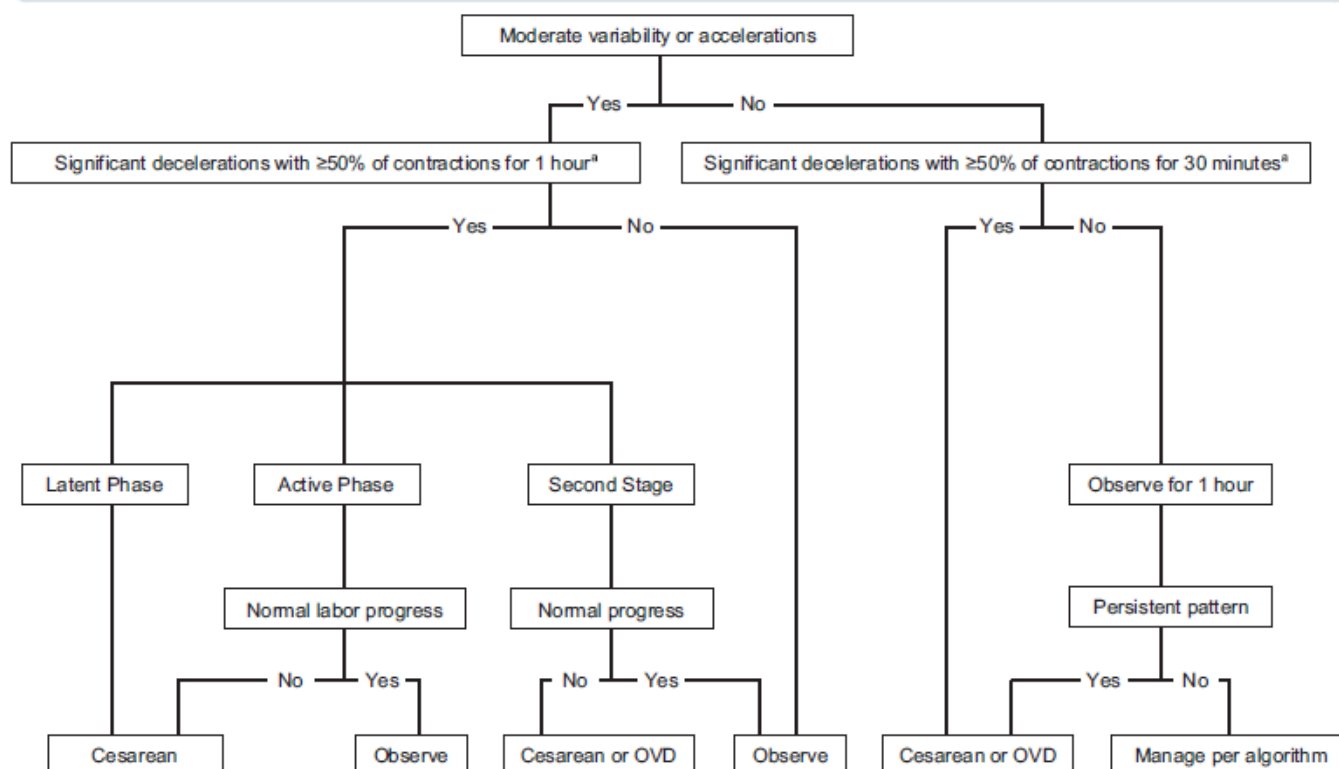 Moderate variability or accelerations
Yes
No
Significant decelerations with ≥50% of contractions for 1 hourª
Significant decelerations with ≥50% of contractions for 30 minutesª
Yes
No
Yes
No
Latent Phase
Active Phase
Second Stage
Observe for 1 hour
Normal labor progress
Normal progress
Persistent pattern
No
Yes
No
Yes
Yes
No
Cesarean
Observe
Cesarean or OVD
Observe
Cesarean or OVD
Manage per algorithm